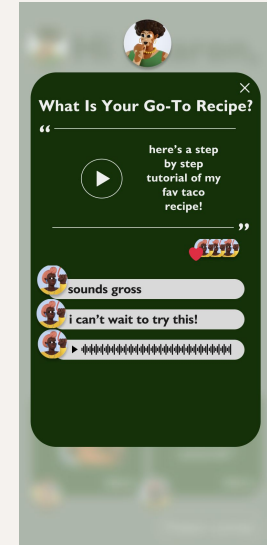 What Is Your Go-To Recipe?
“
here's a step
by step
tutorial of my
fav taco
recipe!
”
sounds gross
i can't wait to try this!